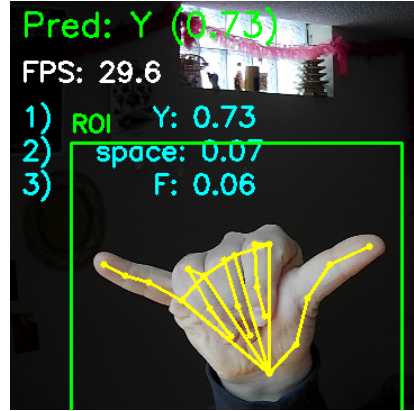 Pred: Y (0.73)
FPS: 29.6
1) Y: 0.73
ROI
2) space: 0.07
3) F: 0.06